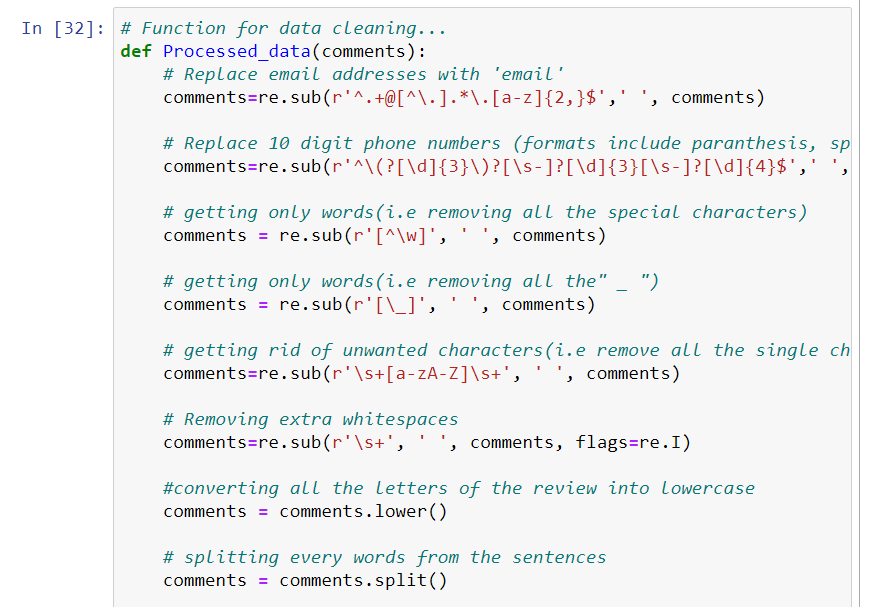 In [32]: # Function for data cleaning...
def Processed_data(comments):
# Replace email addresses with 'email'
comments=re.sub(r'^.+@[^\.].*\.[a-z]{2,}$',' ', comments)
# Replace 10 digit phone numbers (formats include paranthesis, sp
comments=re.sub(r'^\(?[\d]{3}\)?[\s-]?[\d]{3}[\s-]?[\d]{4}$',' ',
# getting only words(i.e removing all the special characters)
comments = re.sub(r'[^\w]', ' ', comments)
# getting only words(i.e removing all the" _ ")
comments = re.sub(r'[\_]', ' ', comments)
# getting rid of unwanted characters(i.e remove all the single ch
comments=re.sub(r'\s+[a-zA-Z]\s+', ' ', comments)
# Removing extra whitespaces
comments=re.sub(r'\s+', ' ', comments, flags=re.I)
#converting all the letters of the review into lowercase
comments = comments.lower()
# splitting every words from the sentences
comments = comments.split()